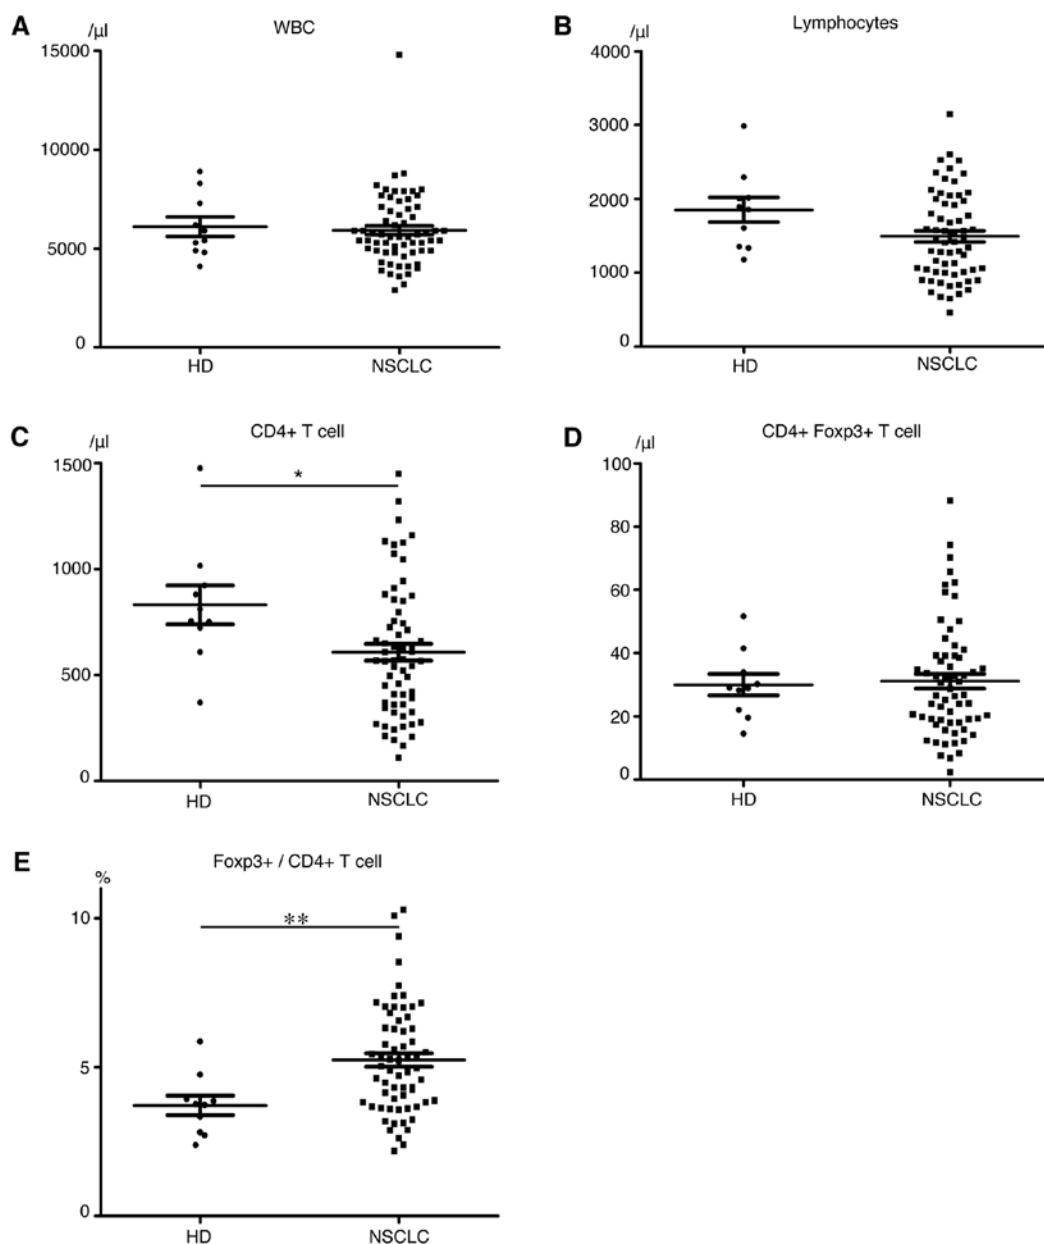 A
WBC
/µl
15000
10000
5000
0
HD
NSCLC
B
Lymphocytes
/µl
4000
3000
2000
1000
0
HD
NSCLC
C
CD4+ T cell
/µl
1500
1000
500
0
*
HD
NSCLC
D
CD4+ Foxp3+ T cell
/µl
100
80
60
40
20
0
HD
NSCLC
E
Foxp3+ / CD4+ T cell
%
10
5
0
**
HD
NSCLC